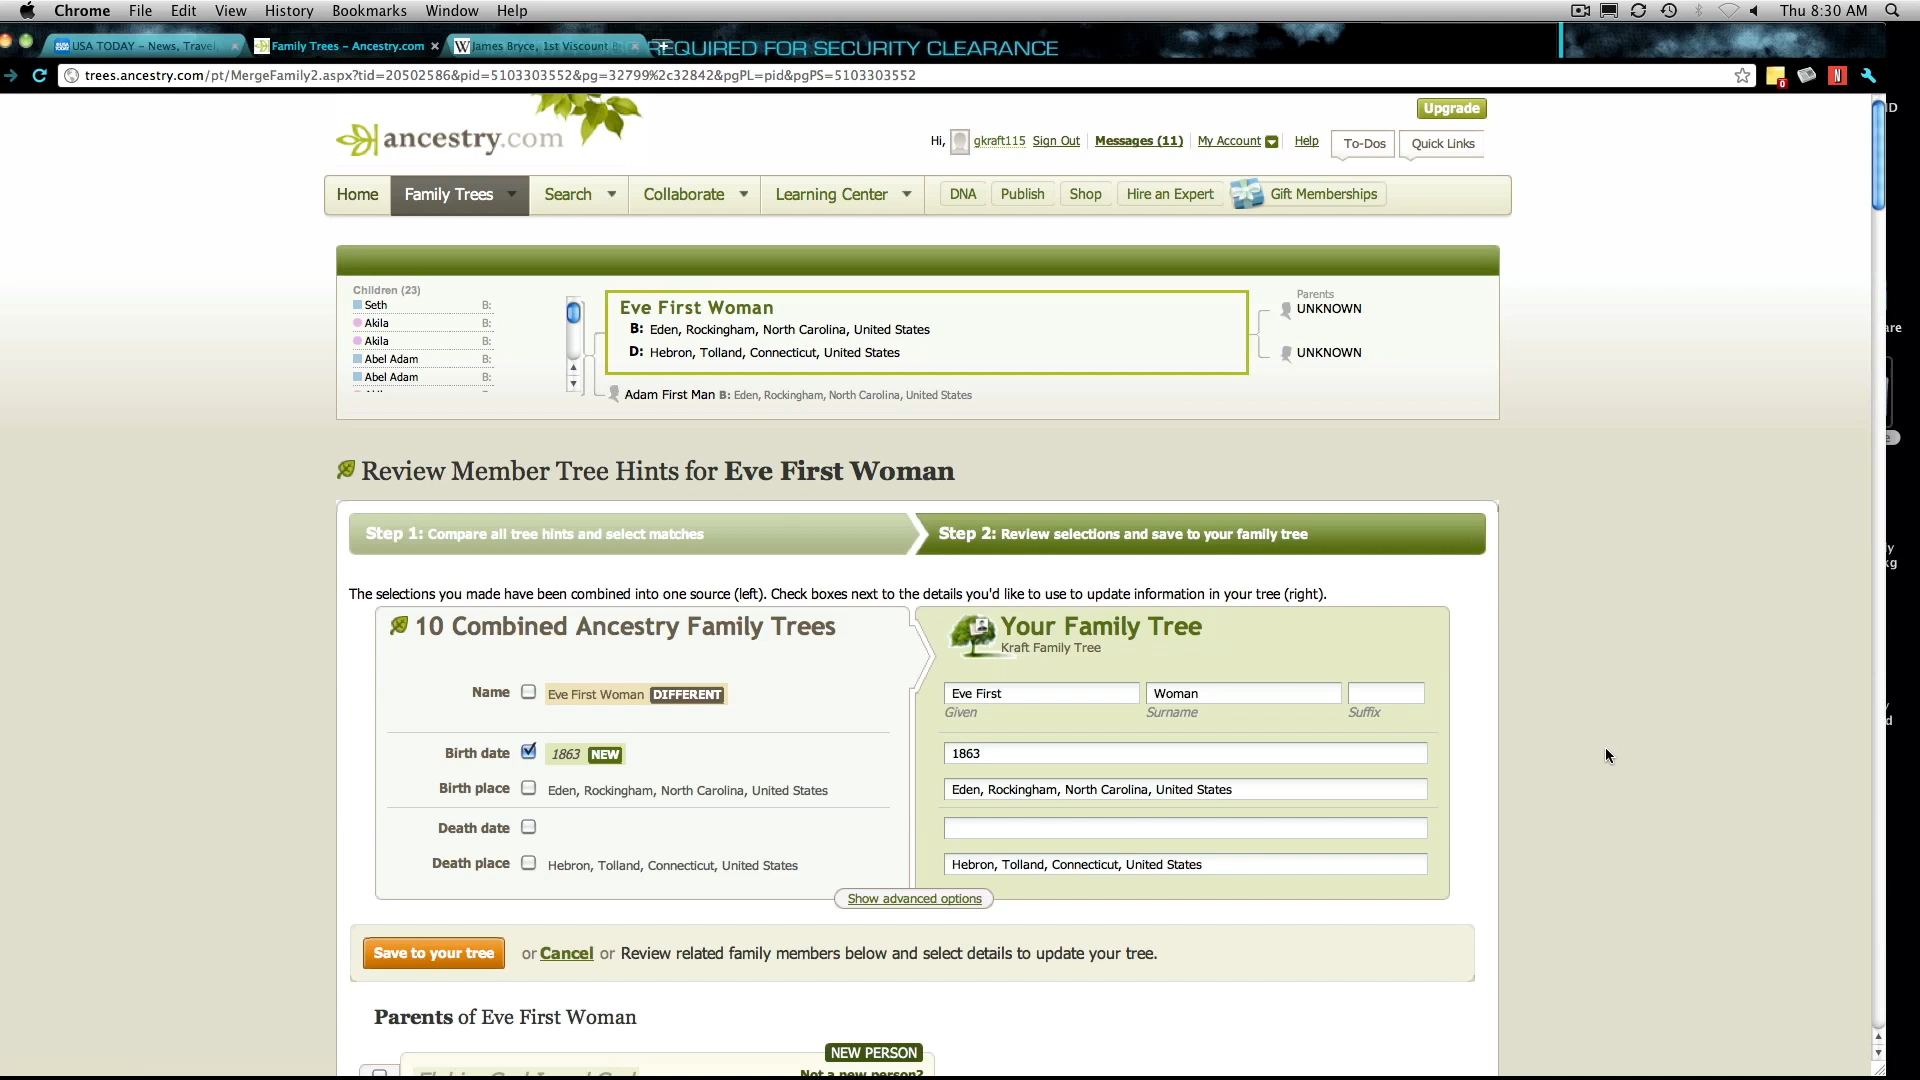 Chrome File Edit View History Bookmarks Window Help Thu 8:30 AM
USA TODAY – News, Travel, Family Trees – Ancestry.com James Bryce, 1st Viscount REQUIRED FOR SECURITY CLEARANCE
trees.ancestry.com/pt/MergeFamily2.aspx?tid=20502586&pid=5103303552&pg=32799%2c32842&pgPL=pid&pgPS=5103303552
Upgrade
ancestry.com
Hi, gkraft115 Sign Out Messages (11) My Account Help To-Dos Quick Links
Home Family Trees Search Collaborate Learning Center DNA Publish Shop Hire an Expert Gift Memberships
Children (23)
Seth B:
Akila B:
Akila B:
Abel Adam B:
Abel Adam B:
Eve First Woman
B: Eden, Rockingham, North Carolina, United States
D: Hebron, Tolland, Connecticut, United States
Adam First Man B: Eden, Rockingham, North Carolina, United States
Parents
UNKNOWN
UNKNOWN
Review Member Tree Hints for Eve First Woman
Step 1: Compare all tree hints and select matches Step 2: Review selections and save to your family tree
The selections you made have been combined into one source (left). Check boxes next to the details you'd like to use to update information in your tree (right).
10 Combined Ancestry Family Trees Your Family Tree
Kraft Family Tree
Name Eve First Woman DIFFERENT Eve First Woman
Given Surname Suffix
Birth date 1863 NEW 1863
Birth place Eden, Rockingham, North Carolina, United States Eden, Rockingham, North Carolina, United States
Death date
Death place Hebron, Tolland, Connecticut, United States Hebron, Tolland, Connecticut, United States
Show advanced options
Save to your tree or Cancel or Review related family members below and select details to update your tree.
Parents of Eve First Woman
NEW PERSON
Not a new person?